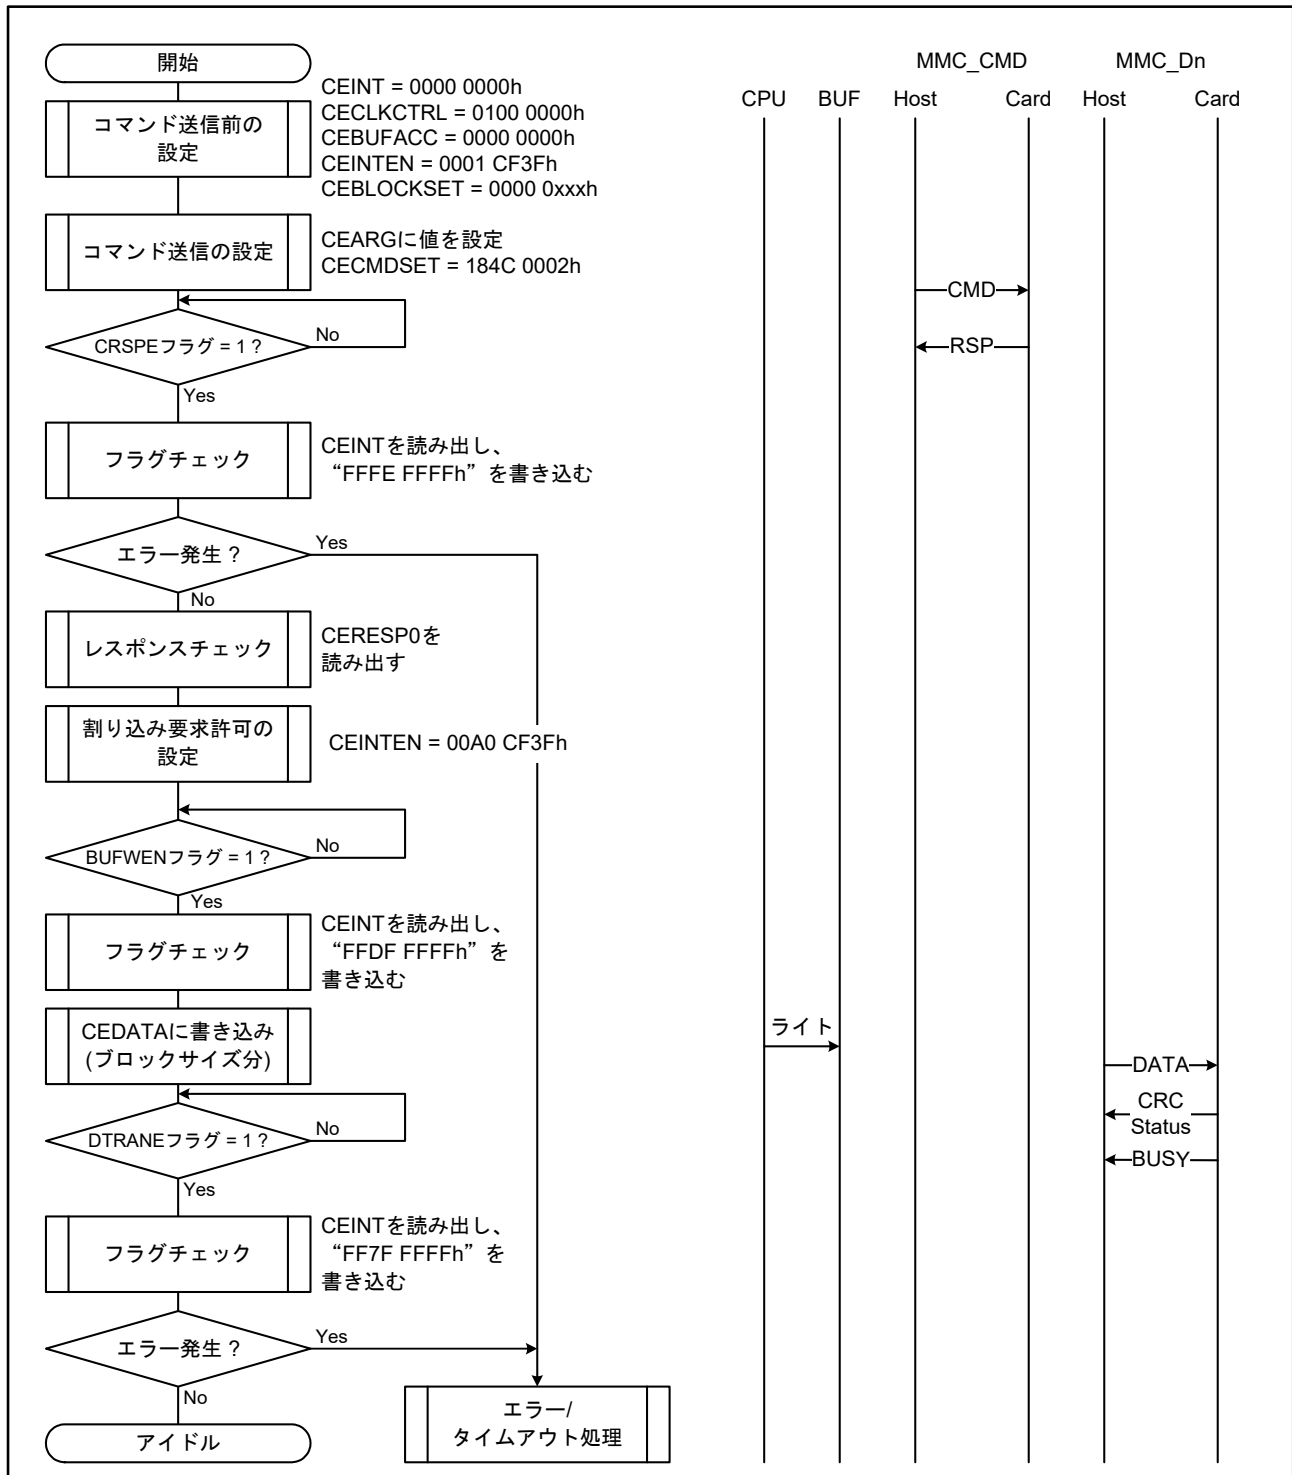 開始
コマンド送信前の
設定
CEINT = 0000 0000h
CECLKCTRL = 0100 0000h
CEBUFACC = 0000 0000h
CEINTEN = 0001 CF3Fh
CEBLOCKSET = 0000 0xxxh
コマンド送信の設定
CEARGに値を設定
CECMDSET = 184C 0002h
CRSPEフラグ = 1 ?
No
Yes
フラグチェック
CEINTを読み出し、
“FFFE FFFFh”を書き込む
エラー発生 ?
Yes
No
レスポンスチェック
CERESP0を
読み出す
割り込み要求許可の
設定
CEINTEN = 00A0 CF3Fh
BUFWENフラグ = 1 ?
No
Yes
フラグチェック
CEINTを読み出し、
“FFDF FFFFh”を
書き込む
CEDATAに書き込み
(ブロックサイズ分)
DTRANEフラグ = 1 ?
No
Yes
フラグチェック
CEINTを読み出し、
“FF7F FFFFh”を
書き込む
エラー発生 ?
Yes
No
アイドル
エラー/
タイムアウト処理
MMC_CMD MMC_Dn
CPU BUF Host Card Host Card
CMD
RSP
ライト
DATA
CRC
Status
BUSY